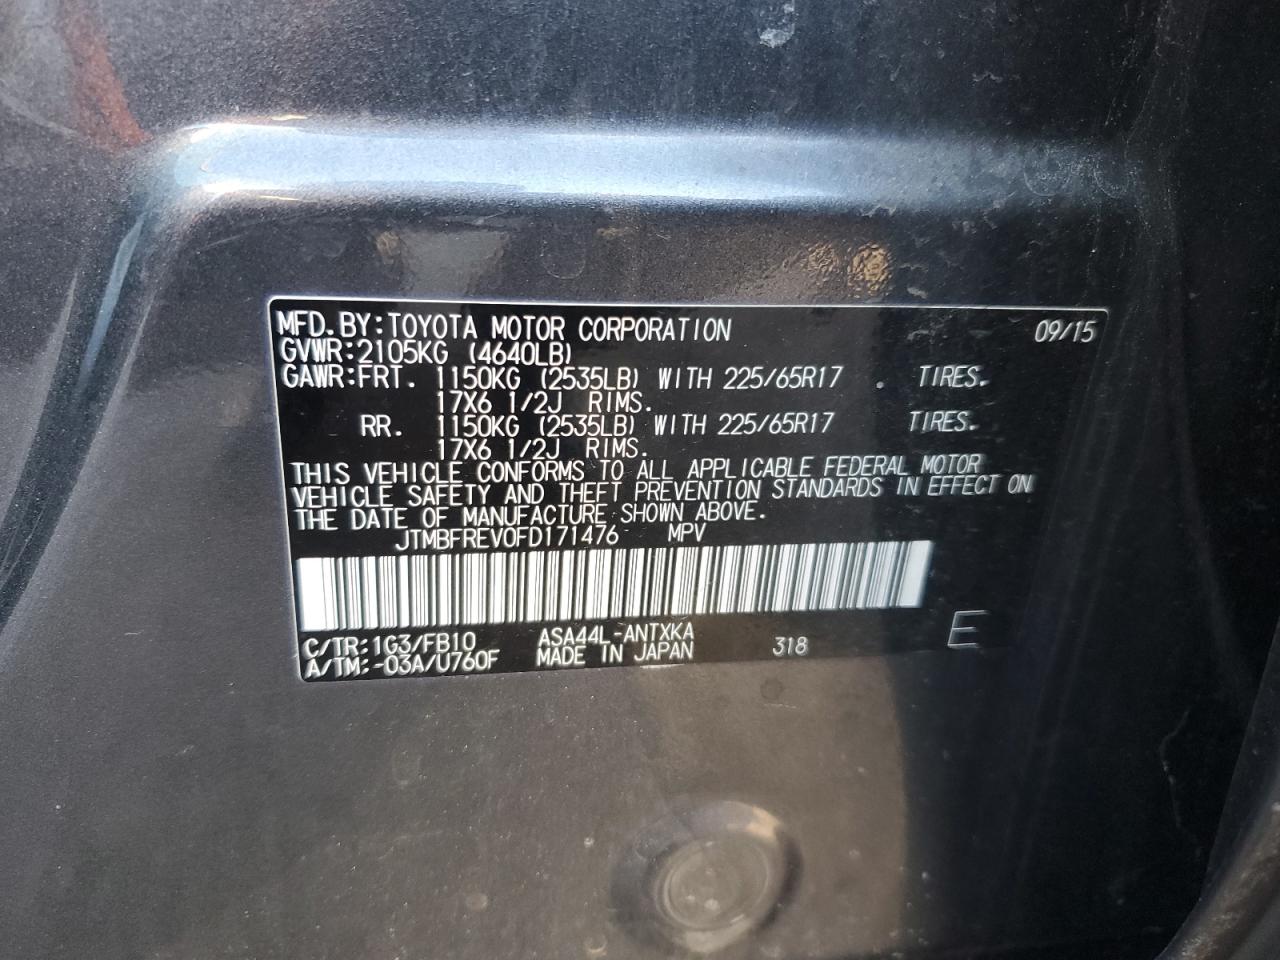 MFD.BY:TOYOTA MOTOR CORPORATION 09/15
GVWR:2105KG (4640LB)
GAWR:FRT. 1150KG (2535LB) WITH 225/65R17 . TIRES.
17X6 1/2J RIMS.
RR. 1150KG (2535LB) WITH 225/65R17 TIRES.
17X6 1/2J RIMS.
THIS VEHICLE CONFORMS TO ALL APPLICABLE FEDERAL MOTOR
VEHICLE SAFETY AND THEFT PREVENTION STANDARDS IN EFFECT ON
THE DATE OF MANUFACTURE SHOWN ABOVE.
JTMBFREV0FD171476 MPV
C/TR:1G3/FB10 ASA44L-ANTXKA 318 E
A/TM:-03A/U760F MADE IN JAPAN